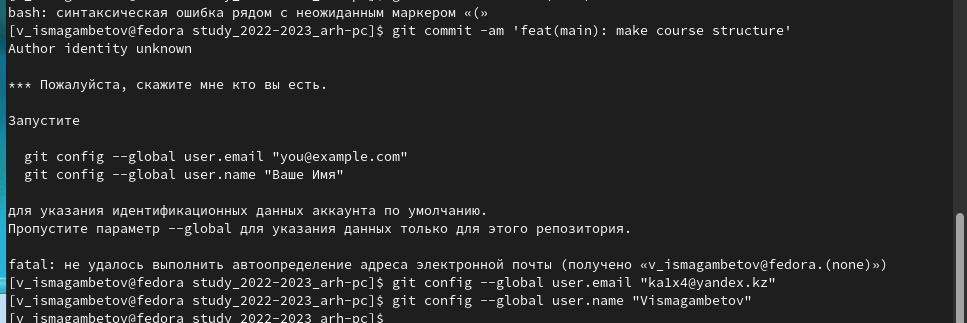 bash: синтаксическая ошибка рядом с неожиданным маркером «(»
[v_ismagambetov@fedora study_2022-2023_arh-pc]$ git commit -am 'feat(main): make course structure'
Author identity unknown
*** Пожалуйста, скажите мне кто вы есть.
Запустите
git config --global user.email "you@example.com"
git config --global user.name "Ваше Имя"
для указания идентификационных данных аккаунта по умолчанию.
Пропустите параметр --global для указания данных только для этого репозитория.
fatal: не удалось выполнить автоопределение адреса электронной почты (получено «v_ismagambetov@fedora.(none)»)
[v_ismagambetov@fedora study_2022-2023_arh-pc]$ git config --global user.email "ka1x4@yandex.kz"
[v_ismagambetov@fedora study_2022-2023_arh-pc]$ git config --global user.name "Vismagambetov"
[v_ismagambetov@fedora study_2022-2023_arh-pc]$